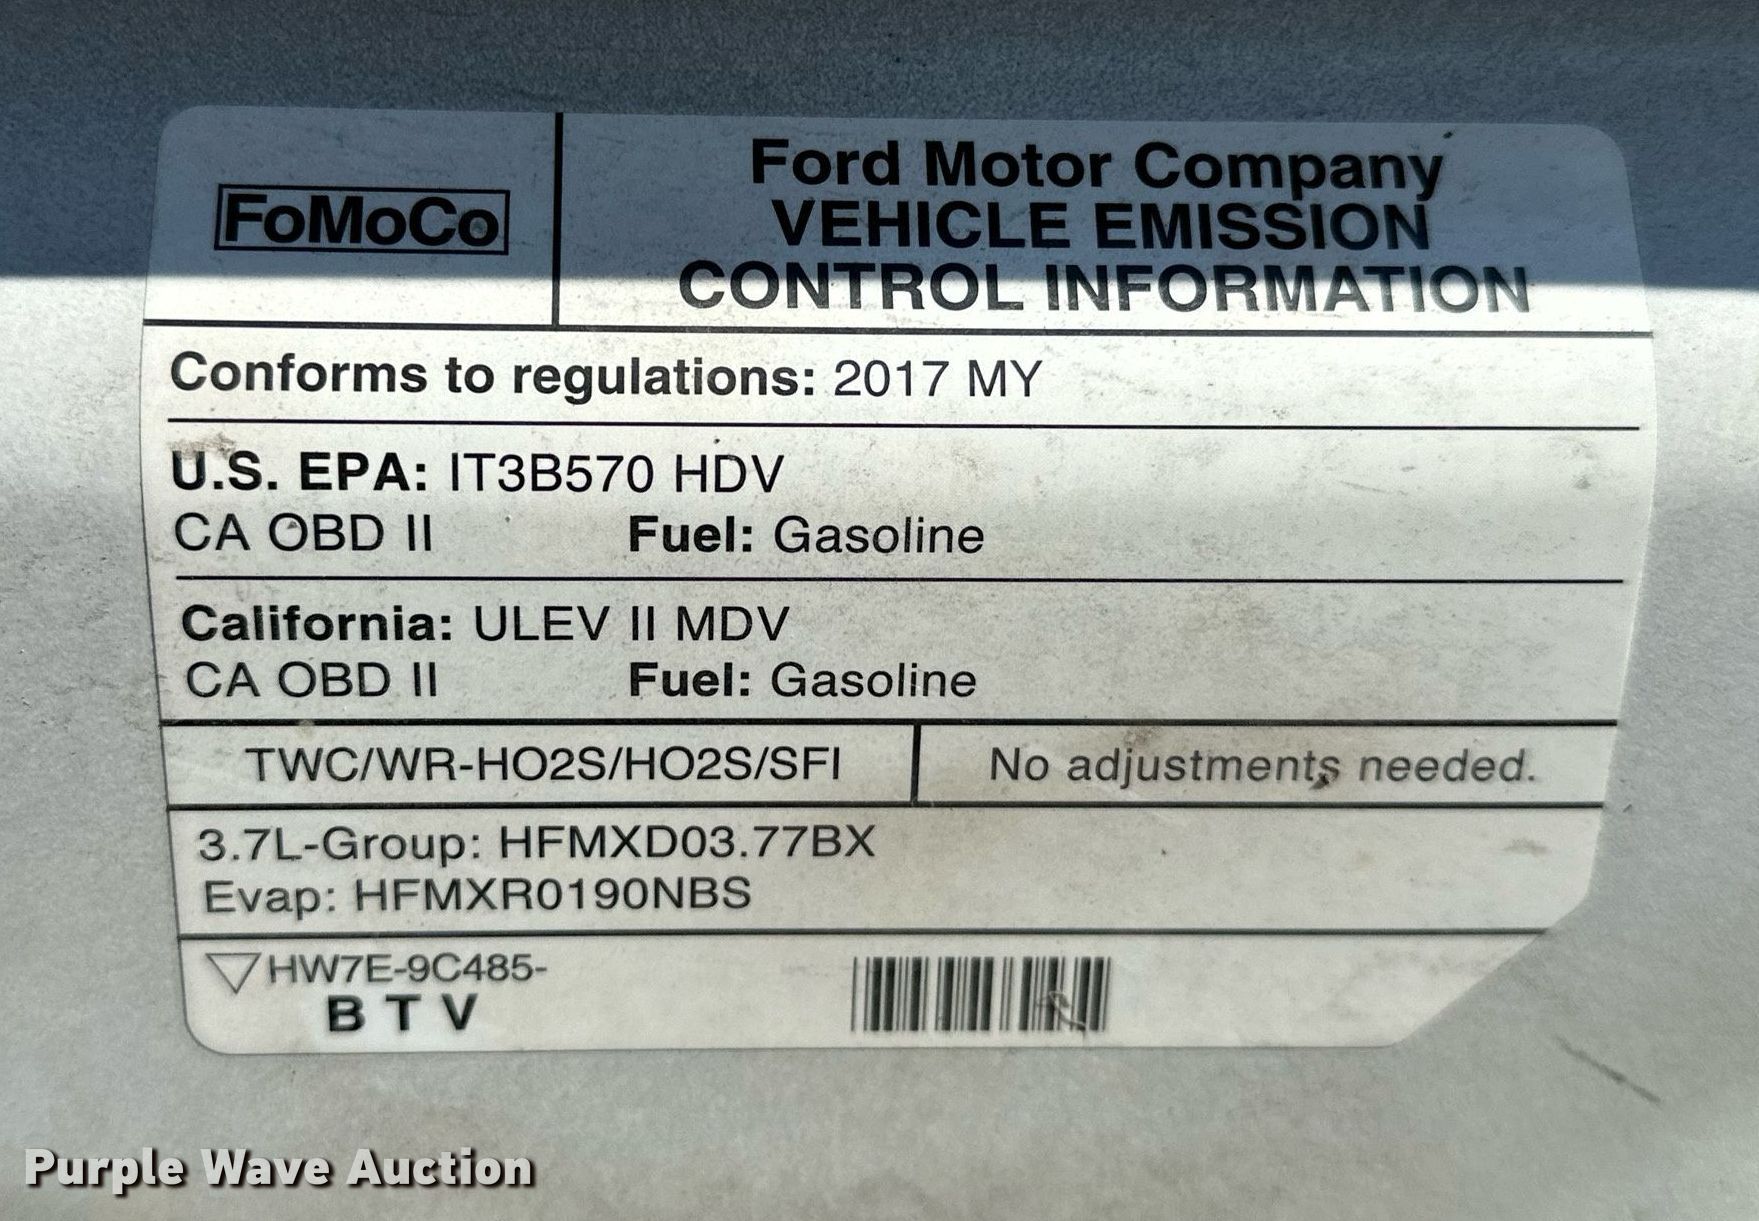 FoMoCo
Ford Motor Company
VEHICLE EMISSION
CONTROL INFORMATION
Conforms to regulations: 2017 MY
U.S. EPA: IT3B570 HDV
CA OBD II Fuel: Gasoline
California: ULEV II MDV
CA OBD II Fuel: Gasoline
TWC/WR-HO2S/HO2S/SFI
No adjustments needed.
3.7L-Group: HFMXD03.77BX
Evap: HFMXR0190NBS
HW7E-9C485-
B T V
Purple Wave Auction